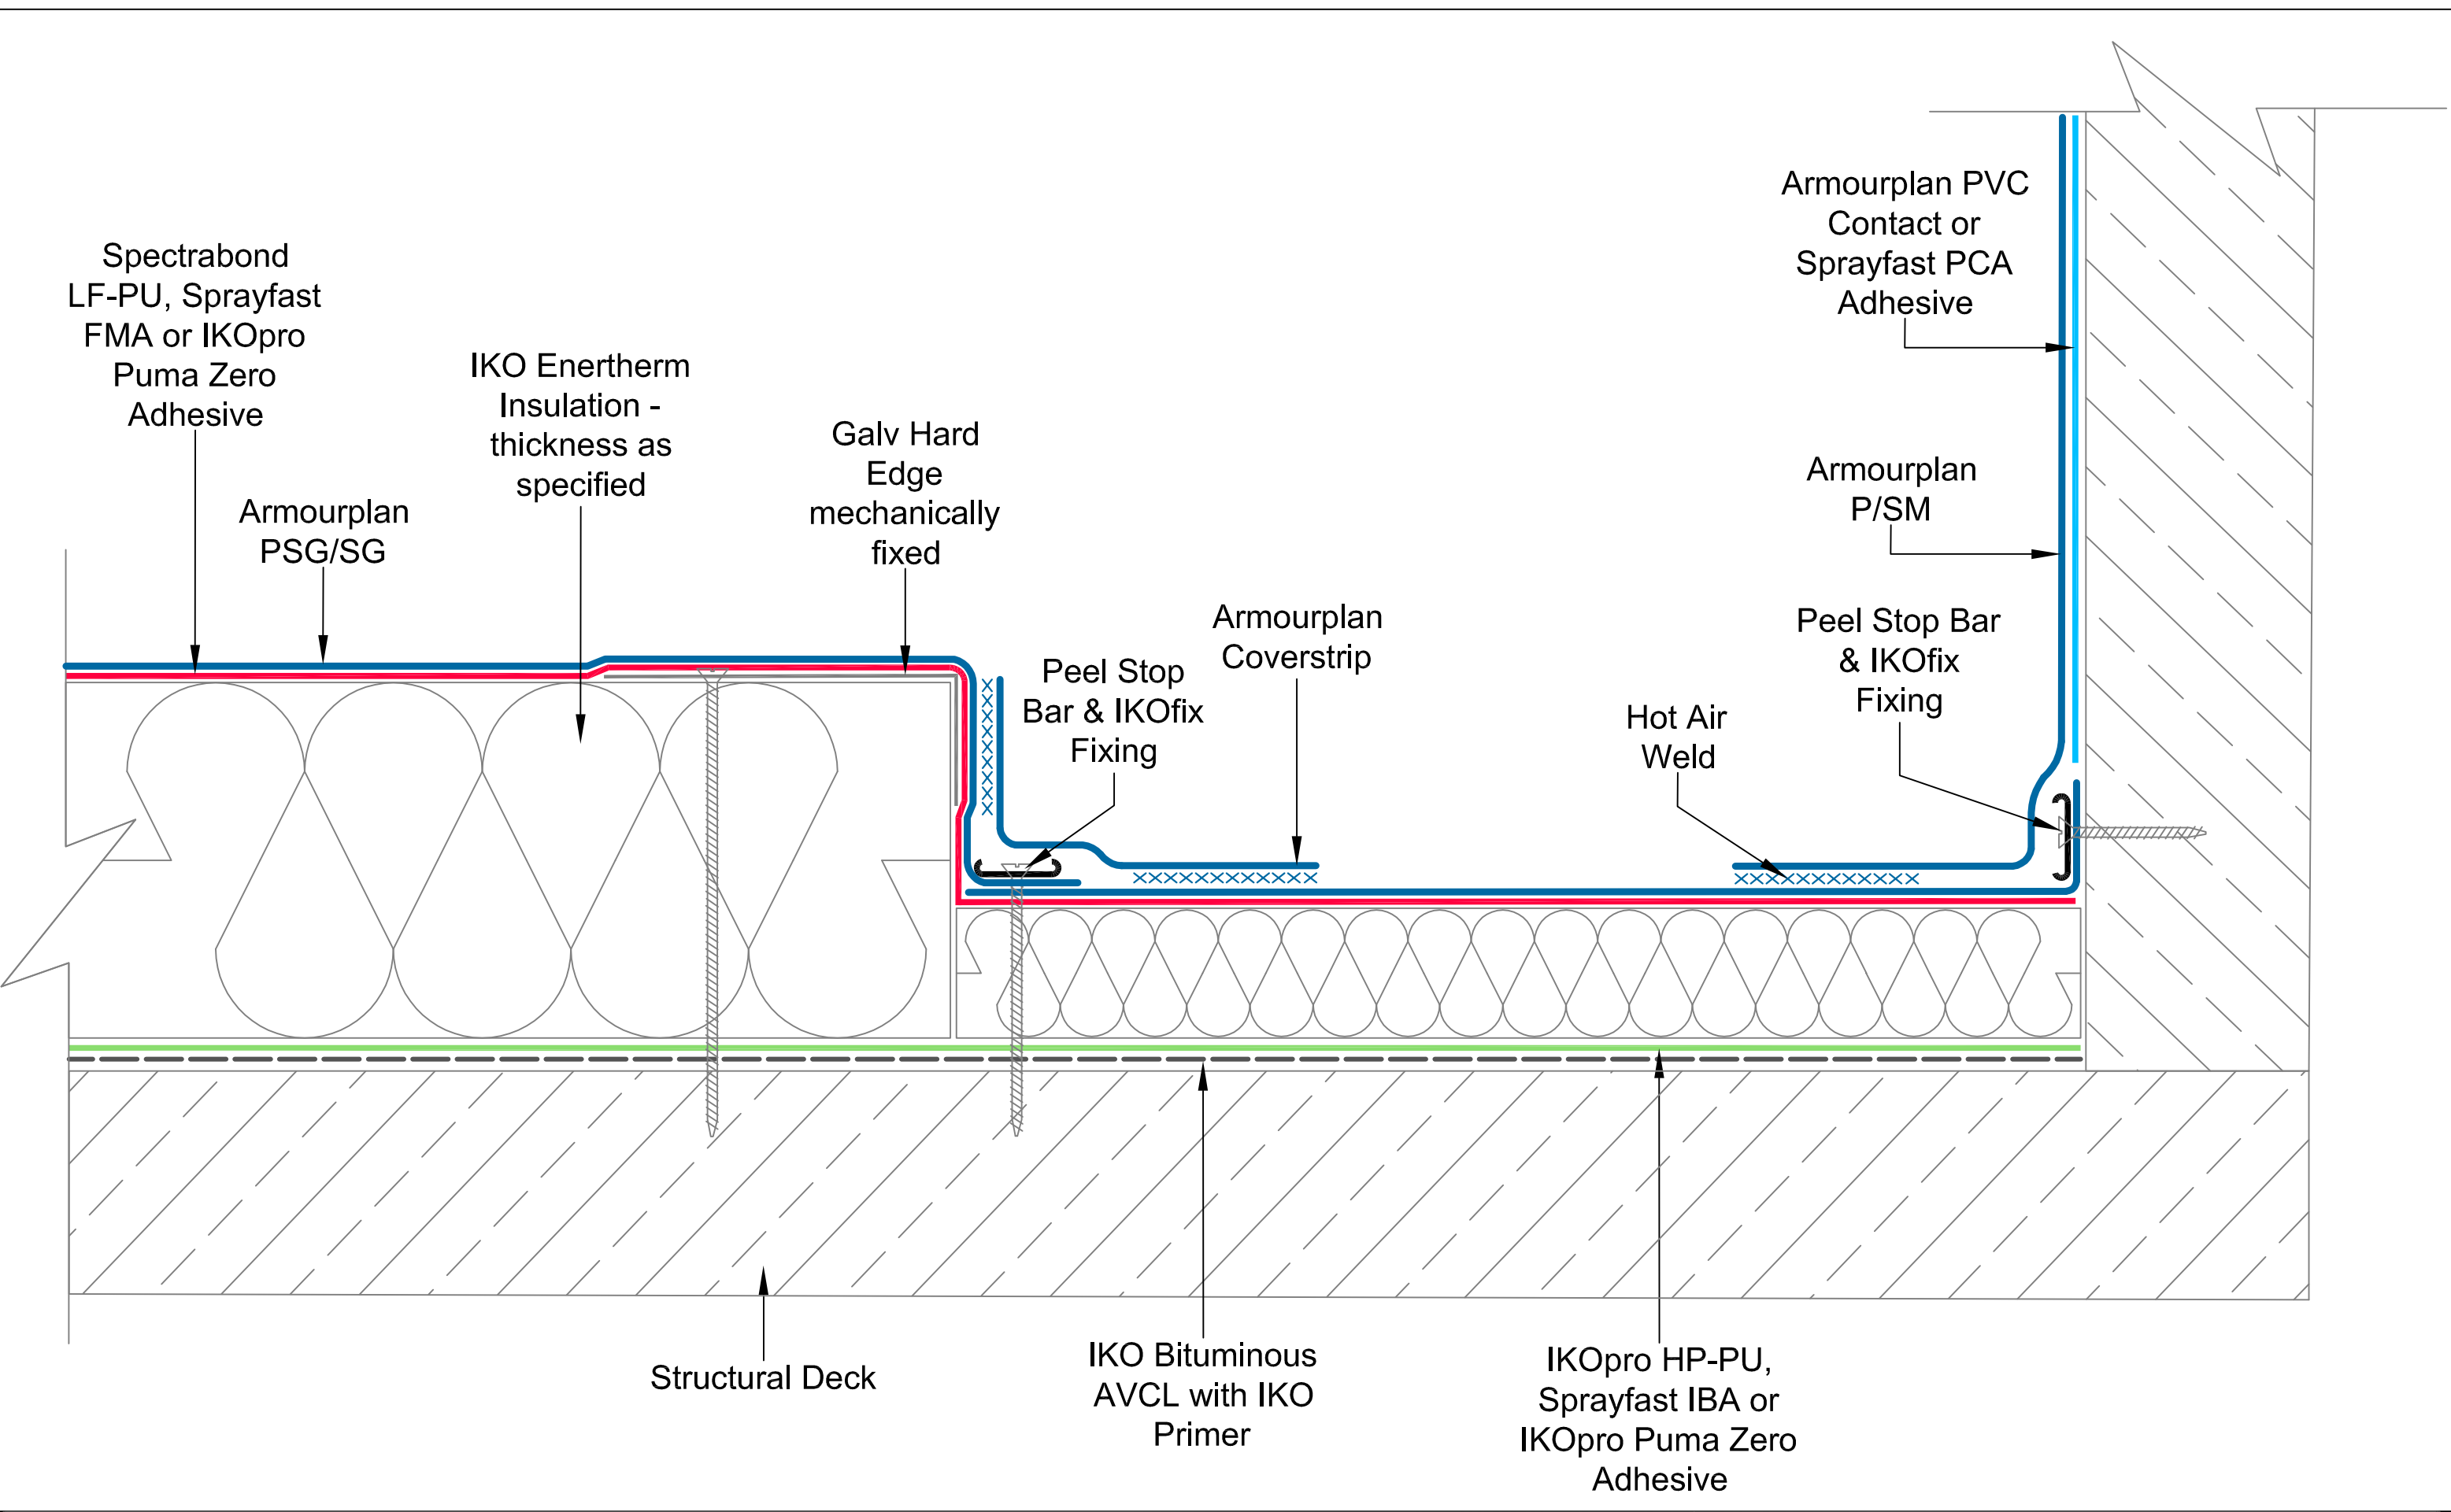 Spectrabond
LF-PU, Sprayfast
FMA or IKOpro
Puma Zero
Adhesive
Armourplan
PSG/SG
IKO Enertherm
Insulation -
thickness as
specified
Galv Hard
Edge
mechanically
fixed
Peel Stop
Bar & IKOfix
Fixing
Armourplan
Coverstrip
Hot Air
Weld
Armourplan PVC
Contact or
Sprayfast PCA
Adhesive
Armourplan
P/SM
Peel Stop Bar
& IKOfix
Fixing
Structural Deck
IKO Bituminous
AVCL with IKO
Primer
IKOpro HP-PU,
Sprayfast IBA or
IKOpro Puma Zero
Adhesive